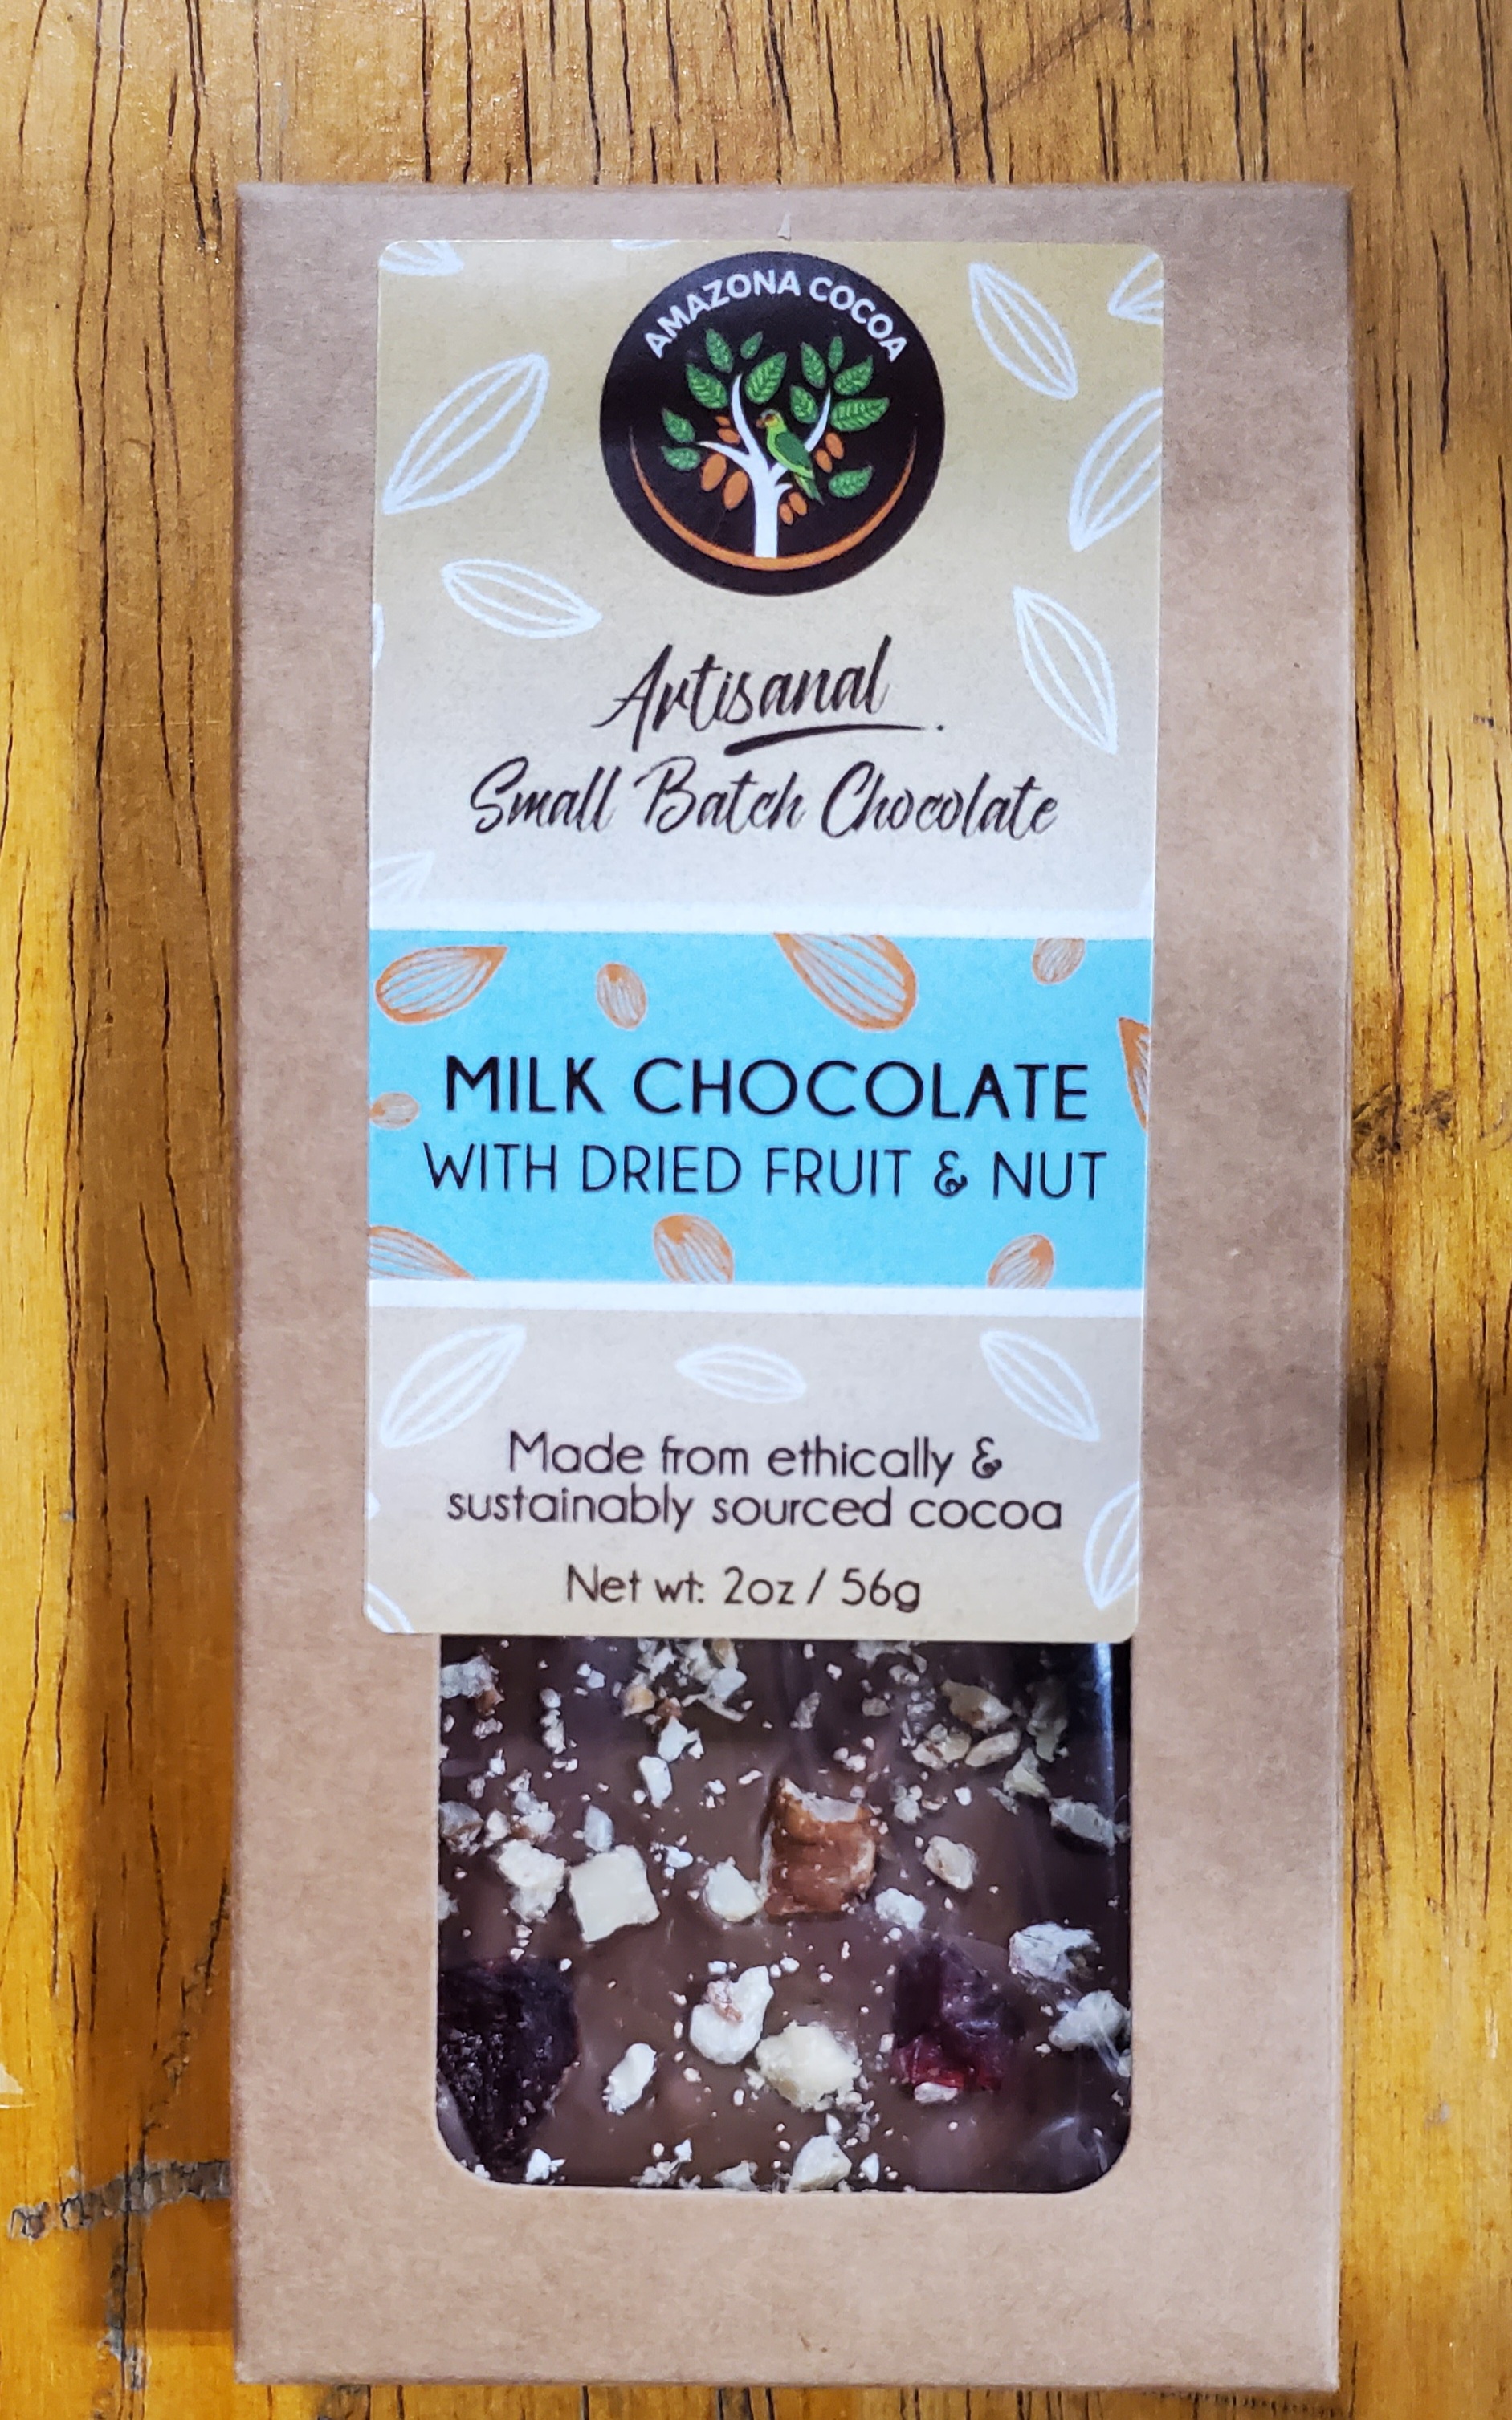 AMAZONA COCOA
Artisanal
Small Batch Chocolate
MILK CHOCOLATE
WITH DRIED FRUIT & NUT
Made from ethically &
sustainably sourced cocoa
Net wt: 2oz / 56g